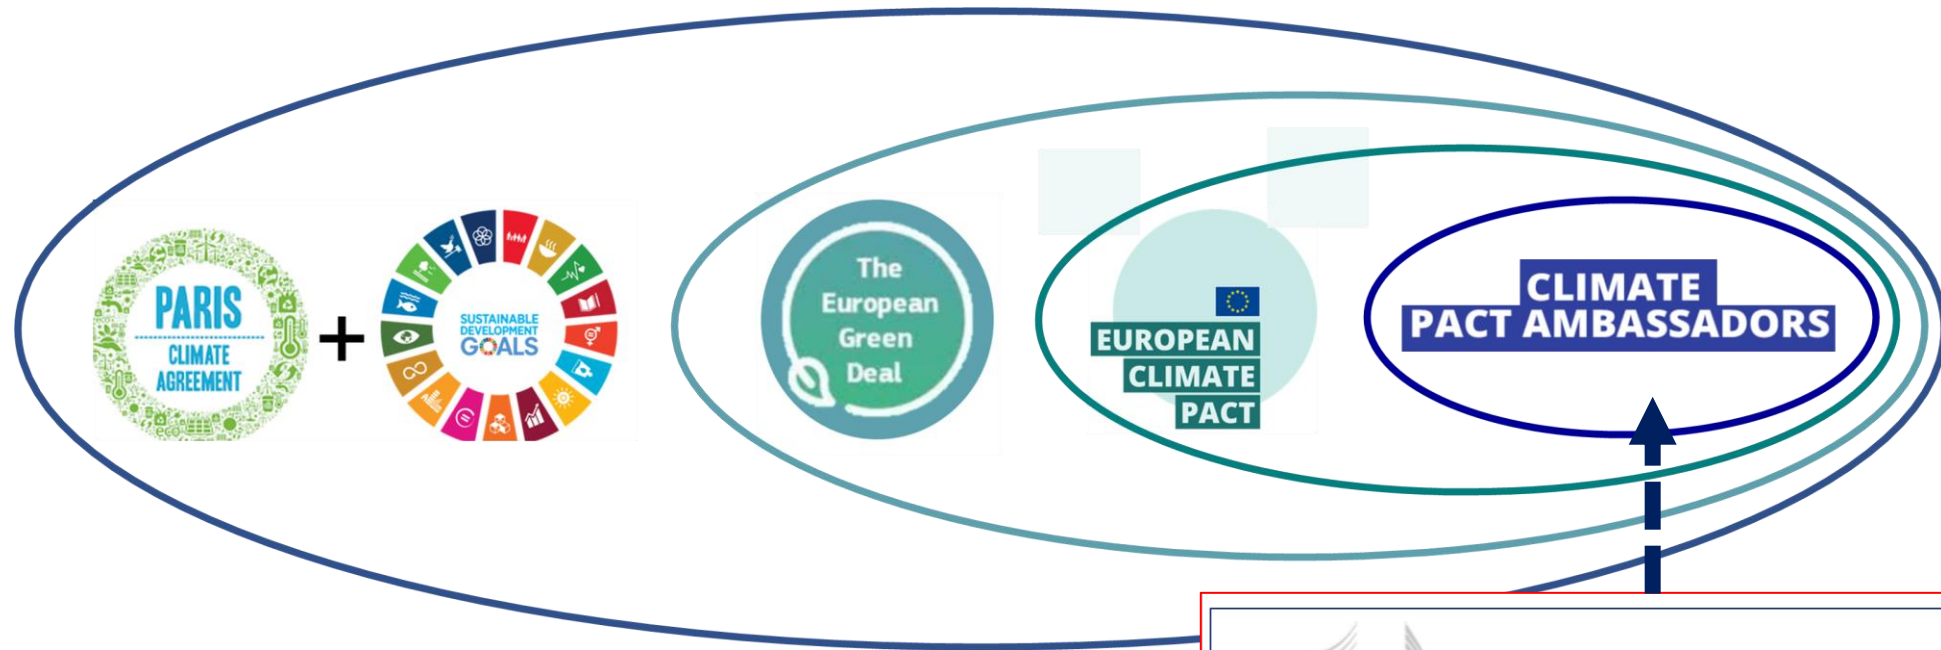 PARIS
CLIMATE
AGREEMENT
+
SUSTAINABLE
DEVELOPMENT
GOALS
The
European
Green
Deal
EUROPEAN
CLIMATE
PACT
CLIMATE
PACT AMBASSADORS